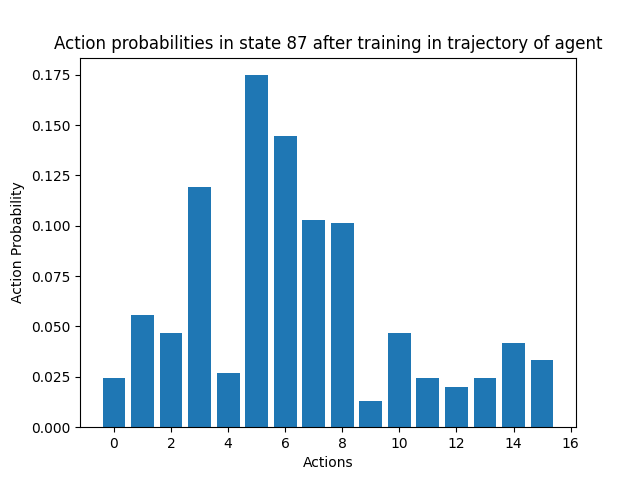 Action probabilities in state 87 after training in trajectory of agent
0.175
0.150
0.125
0.100
0.075
0.050
0.025
0.000
Action Probability
0 2 4 6 8 10 12 14 16
Actions